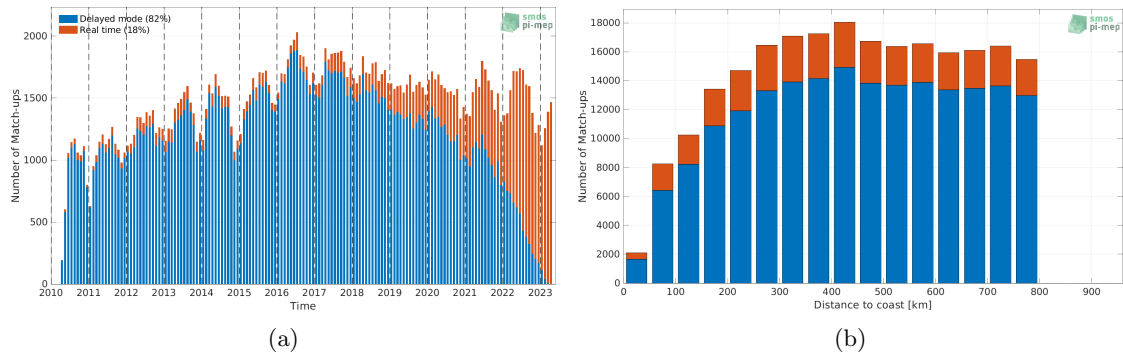 Delayed mode (82%)
Real time (18%)
smos
pi-mep
Number of Match-ups
2000
1500
1000
500
0
2010 2011 2012 2013 2014 2015 2016 2017 2018 2019 2020 2021 2022 2023
Time
(a)
smos
pi-mep
Number of Match-ups
18000
16000
14000
12000
10000
8000
6000
4000
2000
0
0 100 200 300 400 500 600 700 800 900
Distance to coast [km]
(b)